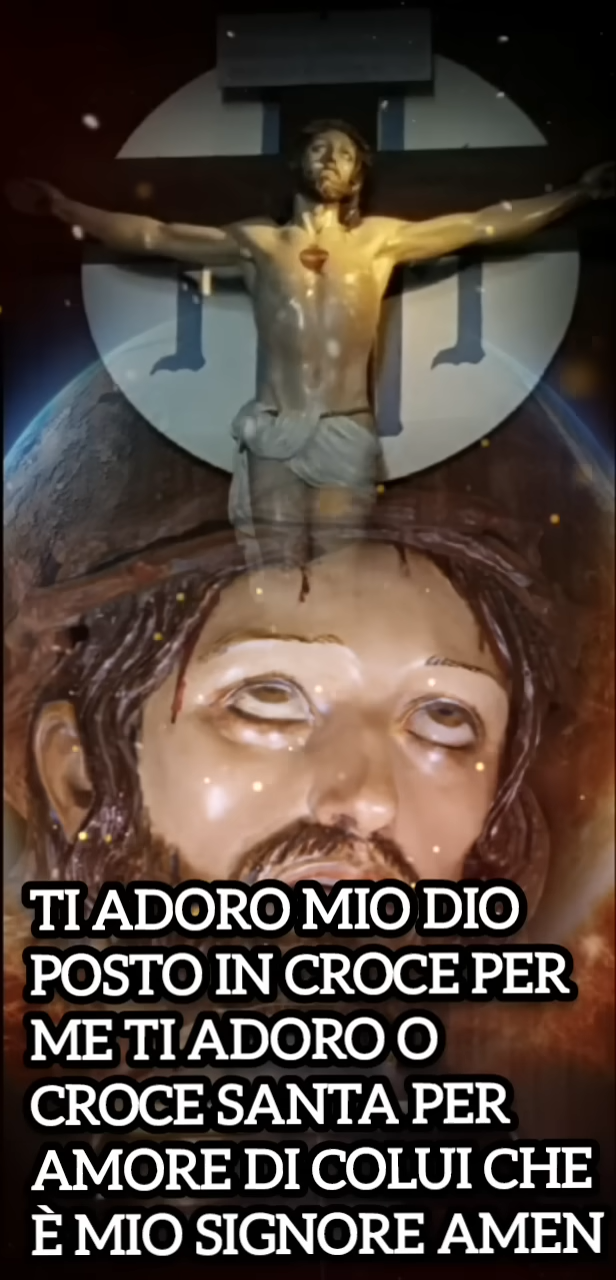 TI ADORO MIO DIO
POSTO IN CROCE PER
ME TI ADORO O
CROCE SANTA PER
AMORE DI COLUI CHE
È MIO SIGNORE AMEN